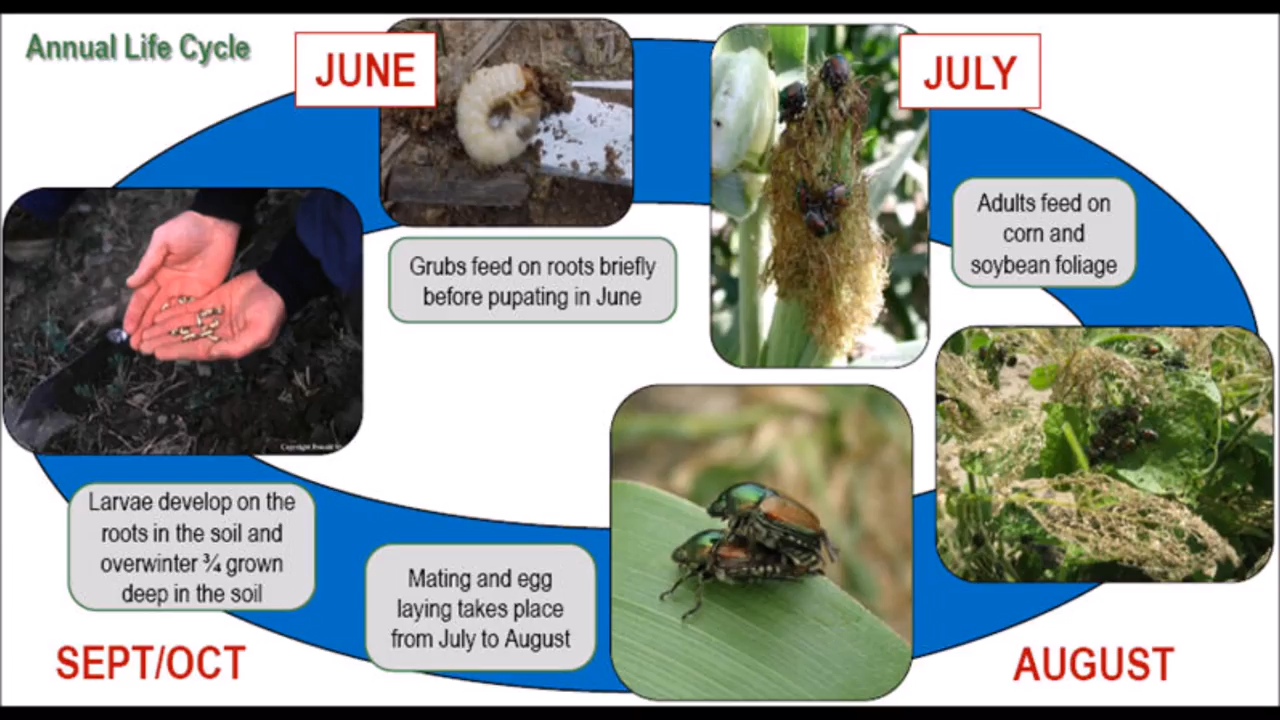 Annual Life Cycle
JUNE
JULY
Adults feed on
corn and
soybean foliage
Grubs feed on roots briefly
before pupating in June
Larvae develop on the
roots in the soil and
overwinter ¾ grown
deep in the soil
Mating and egg
laying takes place
from July to August
SEPT/OCT
AUGUST